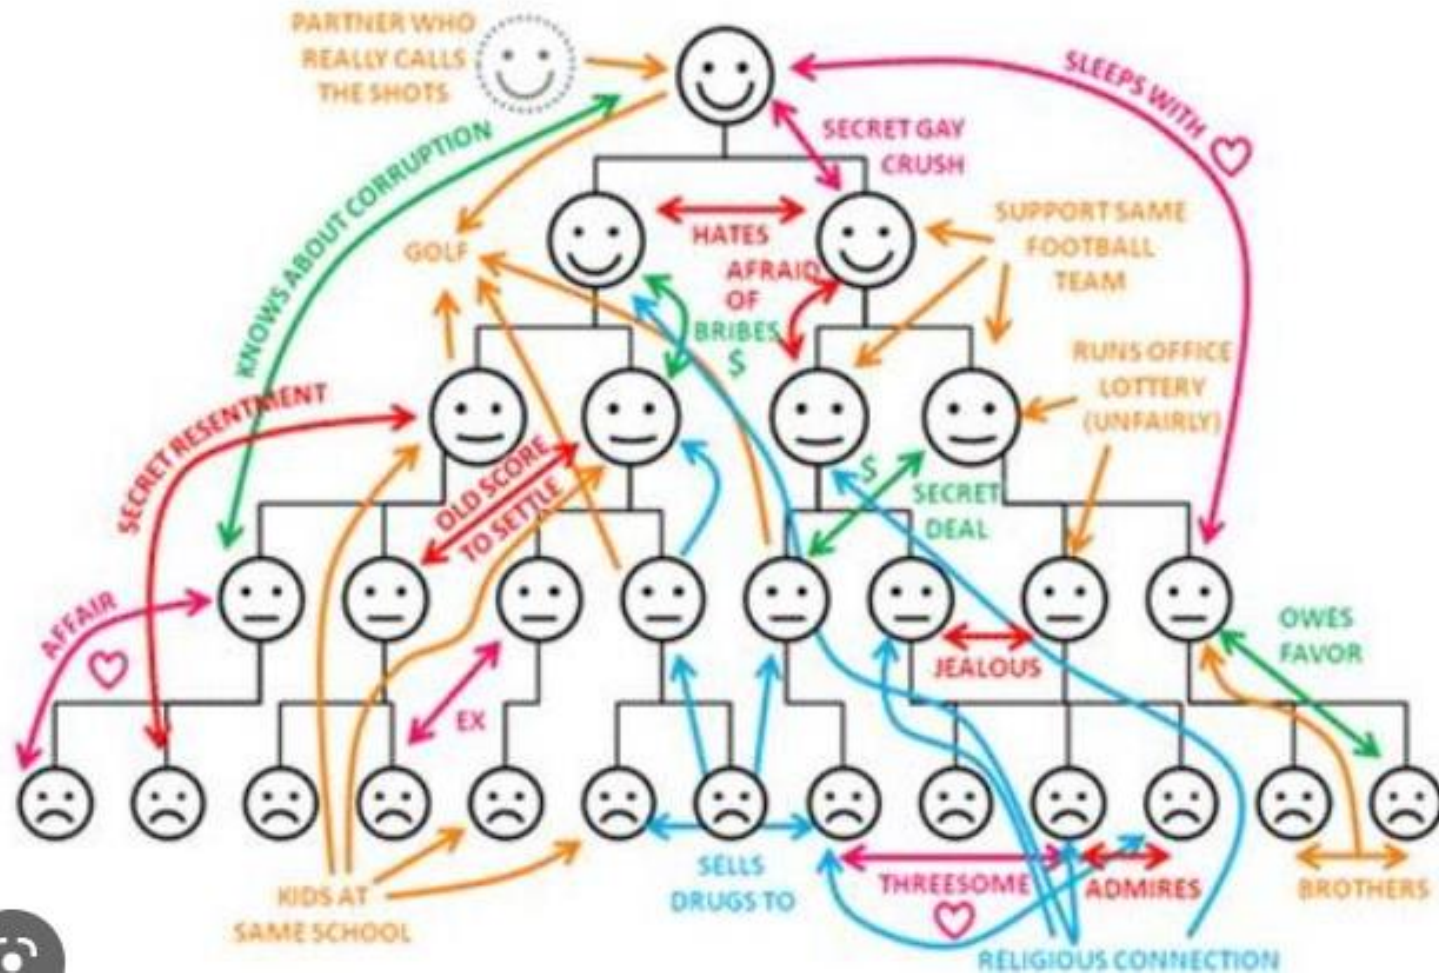 PARTNER WHO
REALLY CALLS
THE SHOTS
SLEEPS WITH
SECRET GAY
CRUSH
KNOWS ABOUT CORRUPTION
HATES
GOLF
SUPPORT SAME
FOOTBALL
TEAM
AFRAID
OF
BRIBES
$
RUNS OFFICE
LOTTERY
(UNFAIRLY)
SECRET RESENTMENT
OLD SCORE
TO SETTLE
$
SECRET
DEAL
AFFAIR
JEALOUS
OWES
FAVOR
EX
SELLS
DRUGS TO
KIDS AT
SAME SCHOOL
THREESOME
ADMIRES
BROTHERS
RELIGIOUS CONNECTION